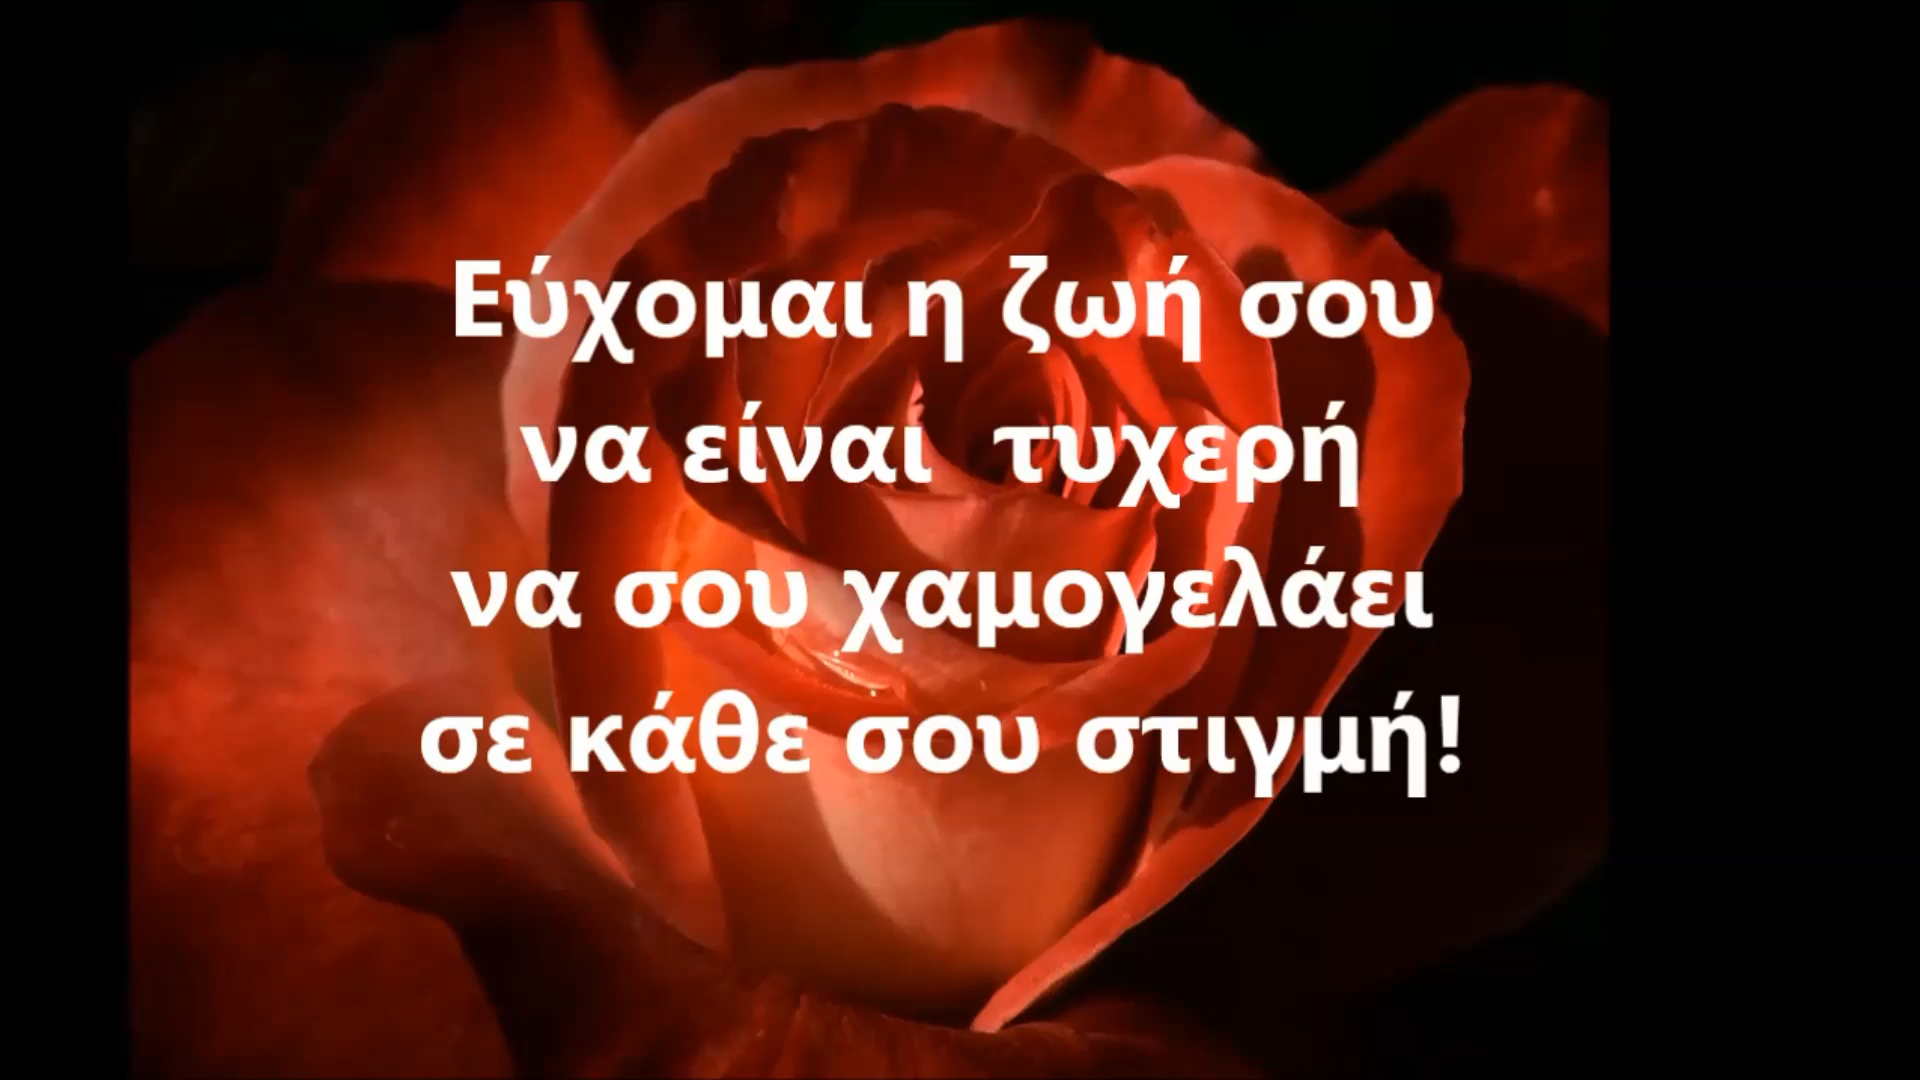 Εύχομαι η ζωή σου
να είναι τυχερή
να σου χαμογελάει
σε κάθε σου στιγμή!